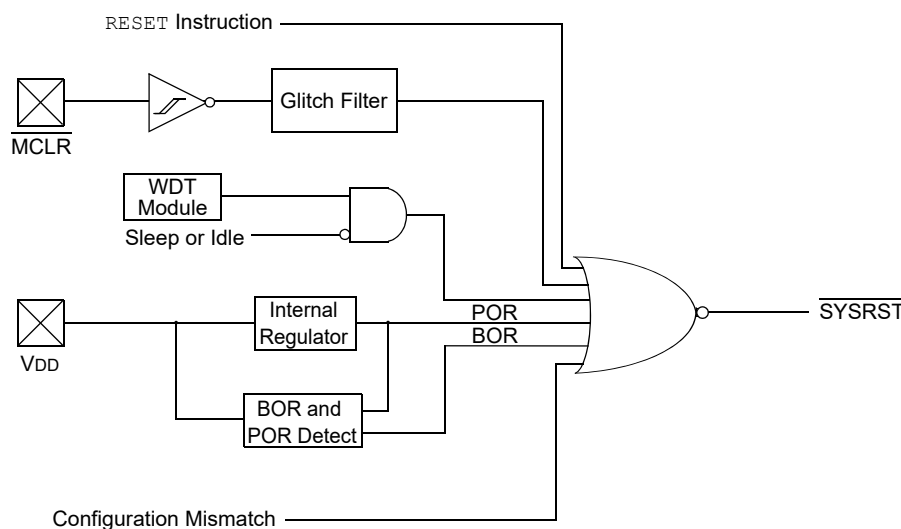 RESET Instruction
Glitch Filter
MCLR
WDT
Module
Sleep or Idle
Internal
Regulator
POR
BOR
SYSRST
VDD
BOR and
POR Detect
Configuration Mismatch